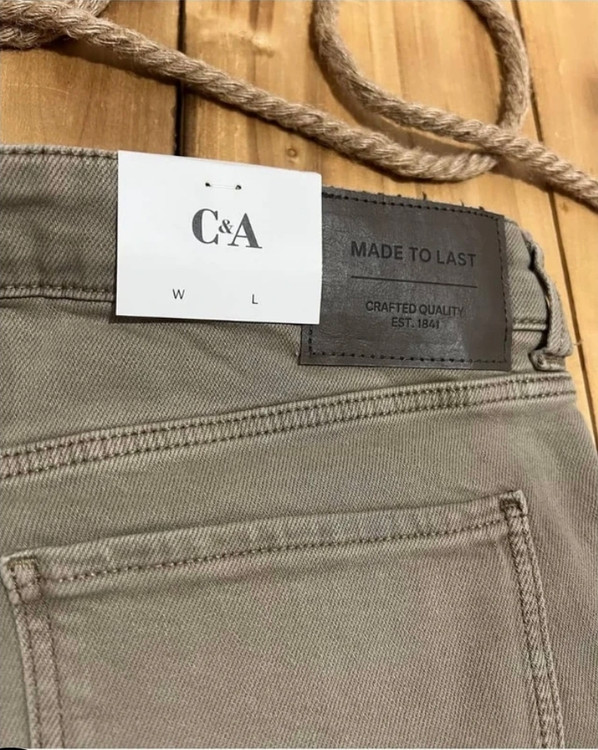 C&A
W L
MADE TO LAST
CRAFTED QUALITY
EST. 1841